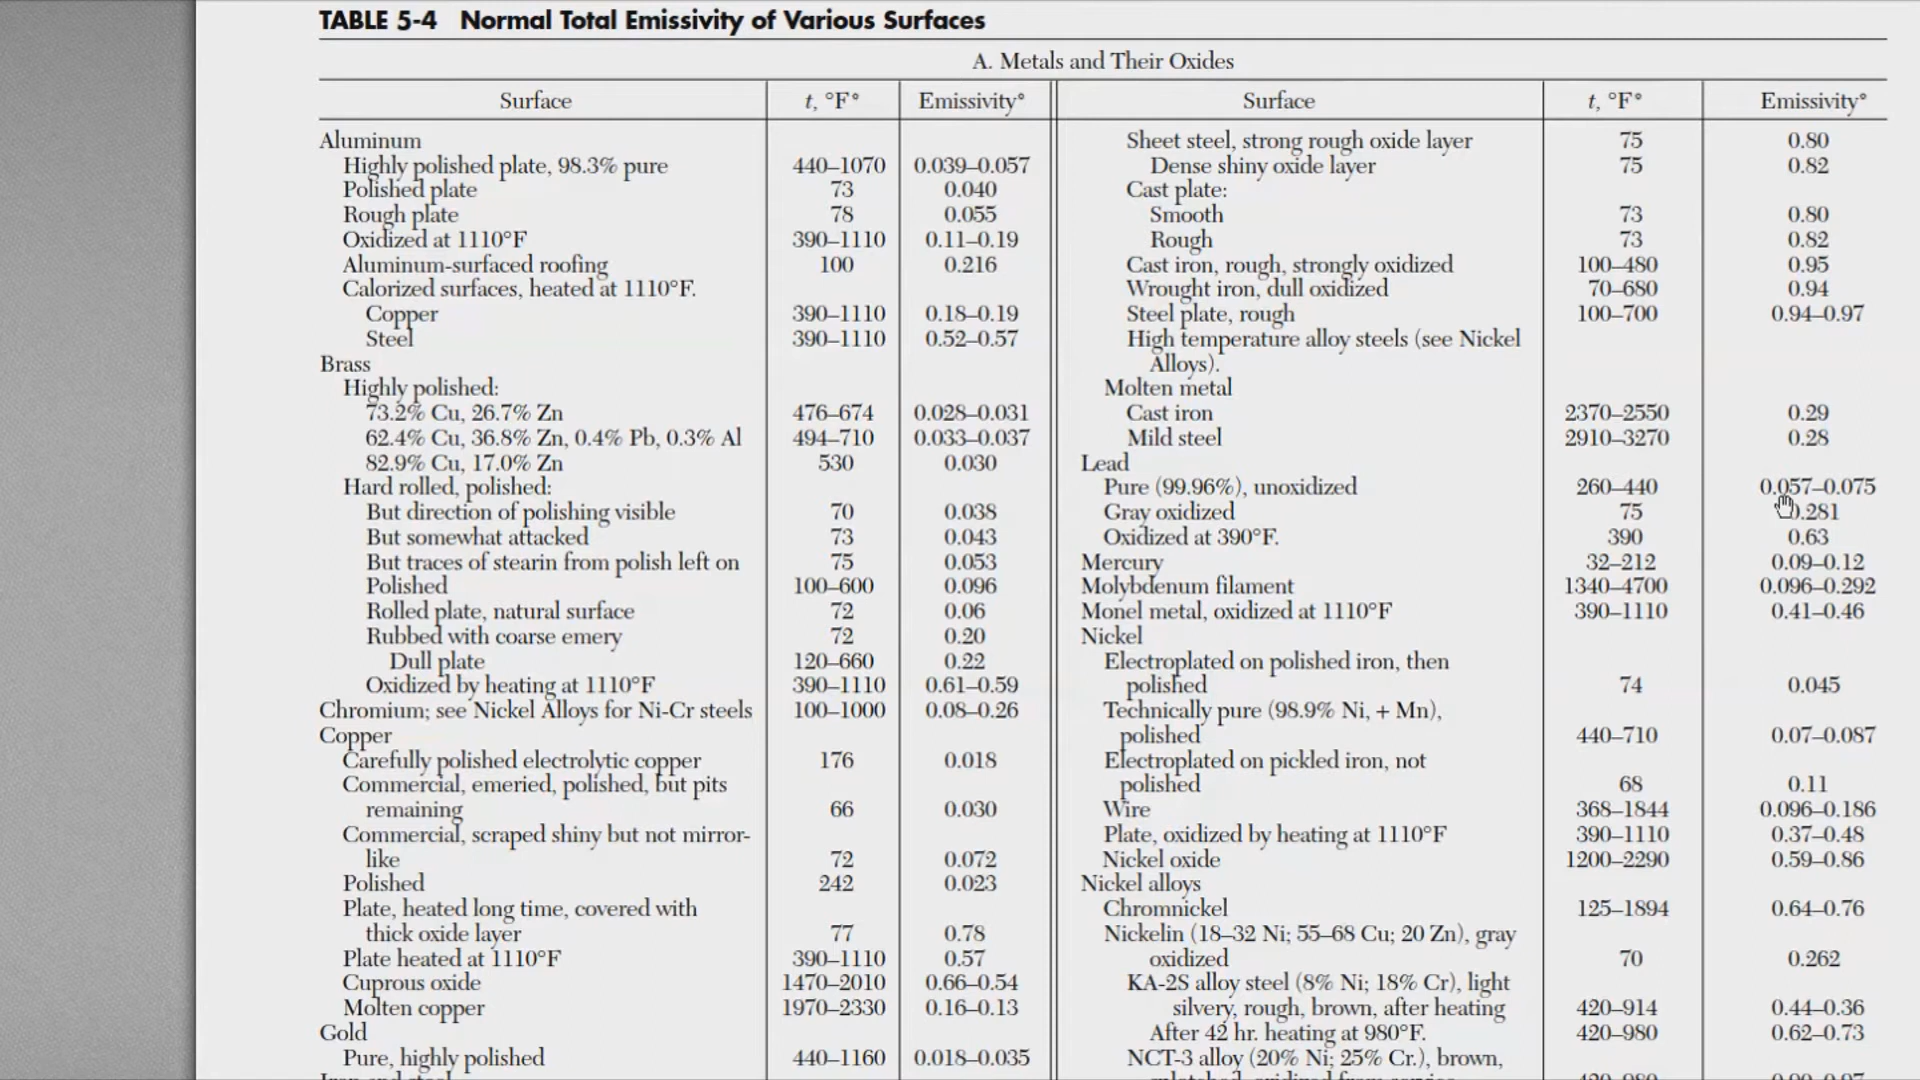 TABLE 5-4 Normal Total Emissivity of Various Surfaces
A. Metals and Their Oxides
Surface t, °F° Emissivity°
Aluminum
Highly polished plate, 98.3% pure 440–1070 0.039–0.057
Polished plate 73 0.040
Rough plate 78 0.055
Oxidized at 1110°F 390–1110 0.11–0.19
Aluminum-surfaced roofing 100 0.216
Calorized surfaces, heated at 1110°F.
Copper 390–1110 0.18–0.19
Steel 390–1110 0.52–0.57
Brass
Highly polished:
73.2% Cu, 26.7% Zn 476–674 0.028–0.031
62.4% Cu, 36.8% Zn, 0.4% Pb, 0.3% Al 494–710 0.033–0.037
82.9% Cu, 17.0% Zn 530 0.030
Hard rolled, polished:
But direction of polishing visible 70 0.038
But somewhat attacked 73 0.043
But traces of stearin from polish left on 75 0.053
Polished 100–600 0.096
Rolled plate, natural surface 72 0.06
Rubbed with coarse emery 72 0.20
Dull plate 120–660 0.22
Oxidized by heating at 1110°F 390–1110 0.61–0.59
Chromium; see Nickel Alloys for Ni-Cr steels 100–1000 0.08–0.26
Copper
Carefully polished electrolytic copper 176 0.018
Commercial, emeried, polished, but pits
remaining 66 0.030
Commercial, scraped shiny but not mirror-
like 72 0.072
Polished 242 0.023
Plate, heated long time, covered with
thick oxide layer 77 0.78
Plate heated at 1110°F 390–1110 0.57
Cuprous oxide 1470–2010 0.66–0.54
Molten copper 1970–2330 0.16–0.13
Gold
Pure, highly polished 440–1160 0.018–0.035
Surface t, °F° Emissivity°
Sheet steel, strong rough oxide layer 75 0.80
Dense shiny oxide layer 75 0.82
Cast plate:
Smooth 73 0.80
Rough 73 0.82
Cast iron, rough, strongly oxidized 100–480 0.95
Wrought iron, dull oxidized 70–680 0.94
Steel plate, rough 100–700 0.94–0.97
High temperature alloy steels (see Nickel
Alloys).
Molten metal
Cast iron 2370–2550 0.29
Mild steel 2910–3270 0.28
Lead
Pure (99.96%), unoxidized 260–440 0.057–0.075
Gray oxidized 75 0.281
Oxidized at 390°F. 390 0.63
Mercury 32–212 0.09–0.12
Molybdenum filament 1340–4700 0.096–0.292
Monel metal, oxidized at 1110°F 390–1110 0.41–0.46
Nickel
Electroplated on polished iron, then
polished 74 0.045
Technically pure (98.9% Ni, + Mn),
polished 440–710 0.07–0.087
Electroplated on pickled iron, not
polished 68 0.11
Wire 368–1844 0.096–0.186
Plate, oxidized by heating at 1110°F 390–1110 0.37–0.48
Nickel oxide 1200–2290 0.59–0.86
Nickel alloys
Chromnickel 125–1894 0.64–0.76
Nickelin (18–32 Ni; 55–68 Cu; 20 Zn), gray
oxidized 70 0.262
KA-2S alloy steel (8% Ni; 18% Cr), light
silvery, rough, brown, after heating 420–914 0.44–0.36
After 42 hr. heating at 980°F. 420–980 0.62–0.73
NCT-3 alloy (20% Ni; 25% Cr.), brown,